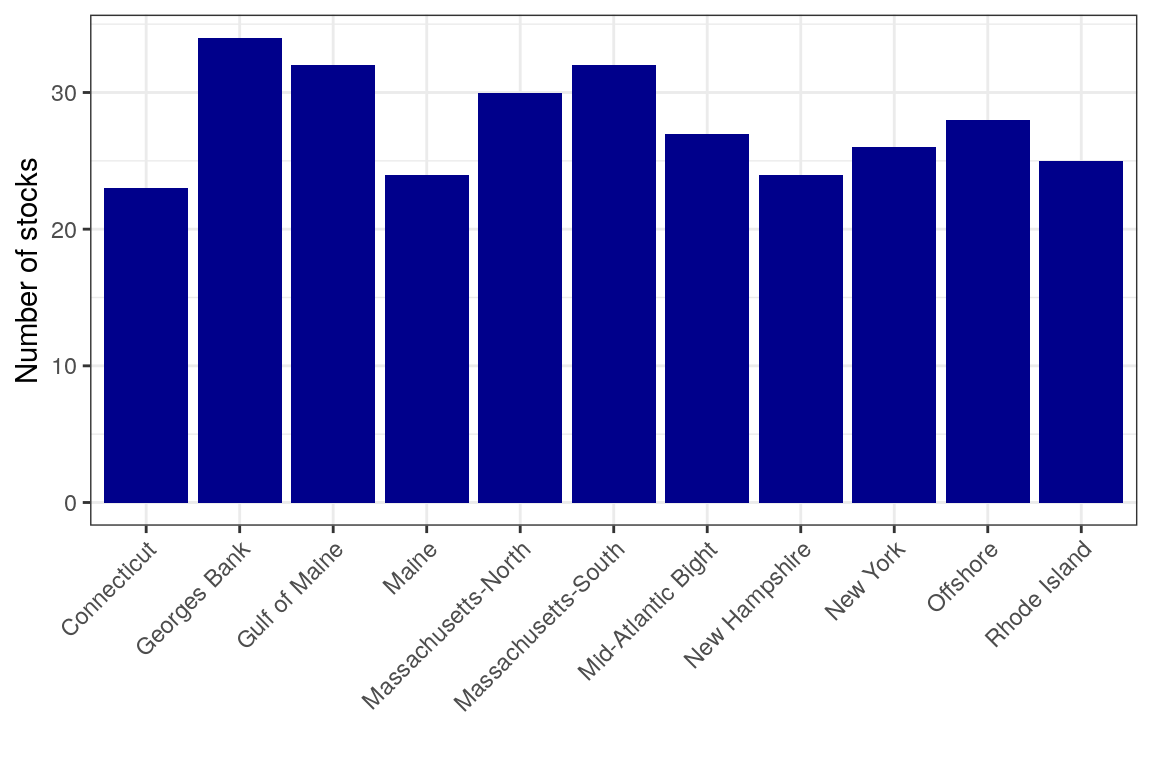 Number of stocks
30
20
10
0
Connecticut
Georges Bank
Gulf of Maine
Maine
Massachusetts-North
Massachusetts-South
Mid-Atlantic Bight
New Hampshire
New York
Offshore
Rhode Island